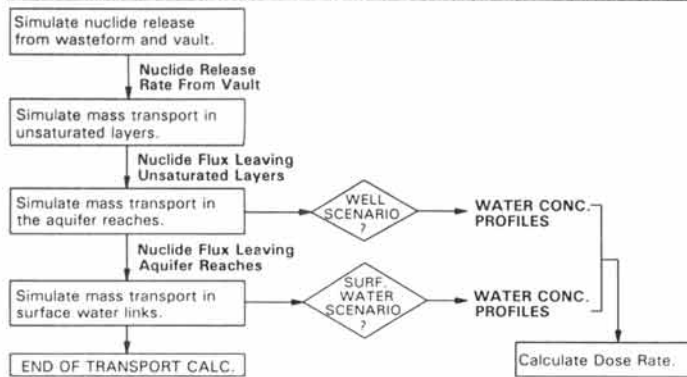 Simulate nuclide release
from wasteform and vault.
Nuclide Release
Rate From Vault
Simulate mass transport in
unsaturated layers.
Nuclide Flux Leaving
Unsaturated Layers
Simulate mass transport in
the aquifer reaches.
WELL
SCENARIO
?
WATER CONC.
PROFILES
Nuclide Flux Leaving
Aquifer Reaches
Simulate mass transport in
surface water links.
SURF.
WATER
SCENARIO
?
WATER CONC.
PROFILES
END OF TRANSPORT CALC.
Calculate Dose Rate.